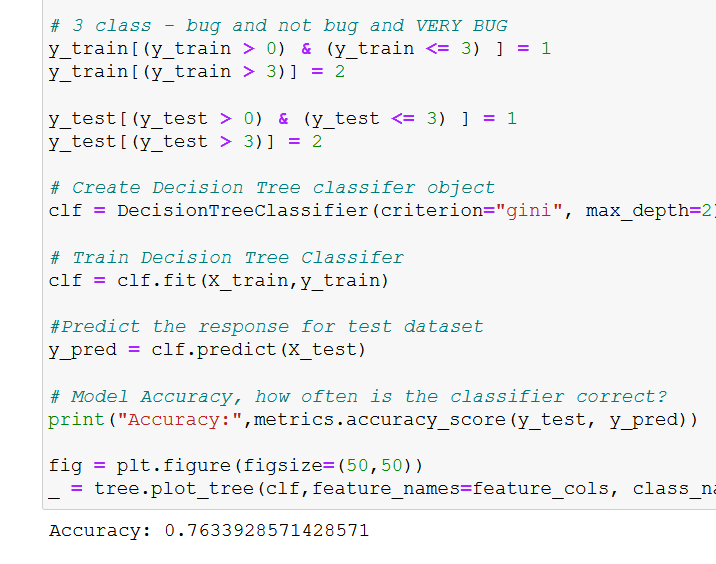 # 3 class - bug and not bug and VERY BUG
y_train[(y_train > 0) & (y_train <= 3) ] = 1
y_train[(y_train > 3)] = 2
y_test[(y_test > 0) & (y_test <= 3) ] = 1
y_test[(y_test > 3)] = 2
# Create Decision Tree classifer object
clf = DecisionTreeClassifier(criterion="gini", max_depth=2)
# Train Decision Tree Classifer
clf = clf.fit(X_train,y_train)
#Predict the response for test dataset
y_pred = clf.predict(X_test)
# Model Accuracy, how often is the classifier correct?
print("Accuracy:",metrics.accuracy_score(y_test, y_pred))
fig = plt.figure(figsize=(50,50))
_ = tree.plot_tree(clf,feature_names=feature_cols, class_na
Accuracy: 0.7633928571428571